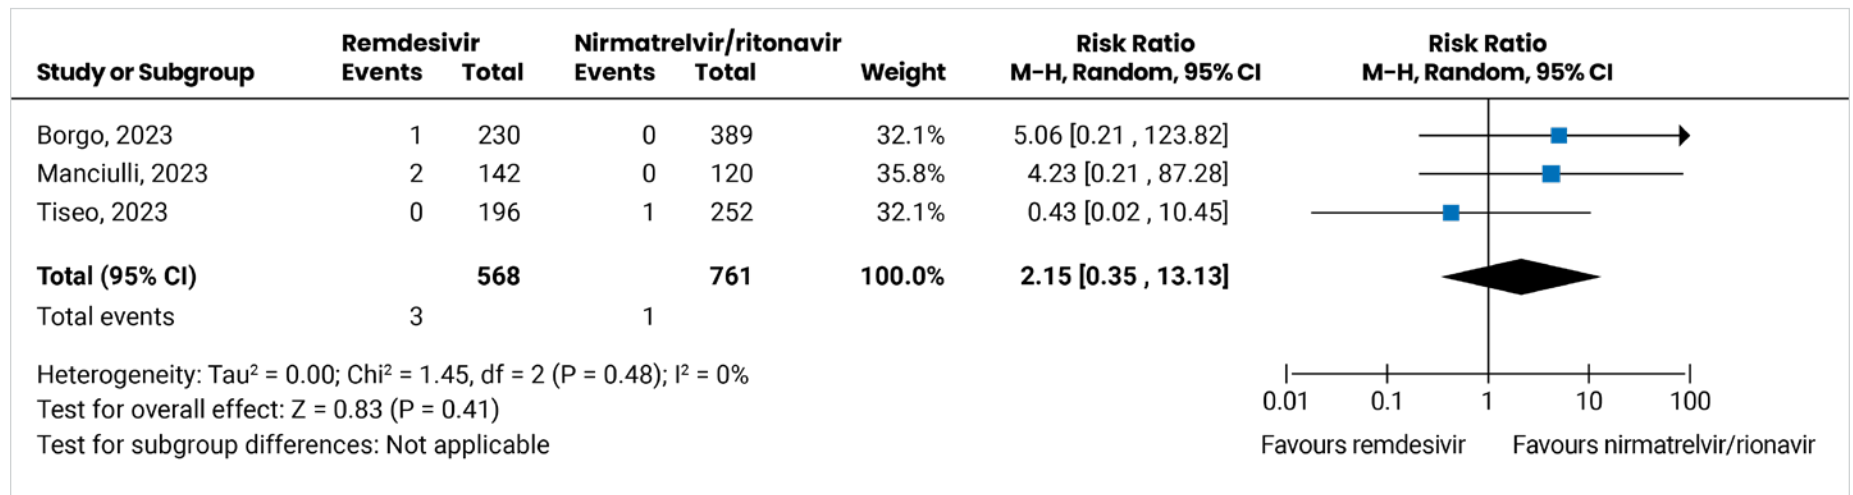 Remdesivir Nirmatrelvir/ritonavir Risk Ratio Risk Ratio
Study or Subgroup Events Total Events Total Weight M-H, Random, 95% CI M-H, Random, 95% CI
Borgo, 2023 1 230 0 389 32.1% 5.06 [0.21 , 123.82]
Manciulli, 2023 2 142 0 120 35.8% 4.23 [0.21 , 87.28]
Tiseo, 2023 0 196 1 252 32.1% 0.43 [0.02 , 10.45]
Total (95% CI) 568 761 100.0% 2.15 [0.35 , 13.13]
Total events 3 1
Heterogeneity: Tau² = 0.00; Chi² = 1.45, df = 2 (P = 0.48); I² = 0%
Test for overall effect: Z = 0.83 (P = 0.41)
Test for subgroup differences: Not applicable
0.01 0.1 1 10 100
Favours remdesivir Favours nirmatrelvir/rionavir